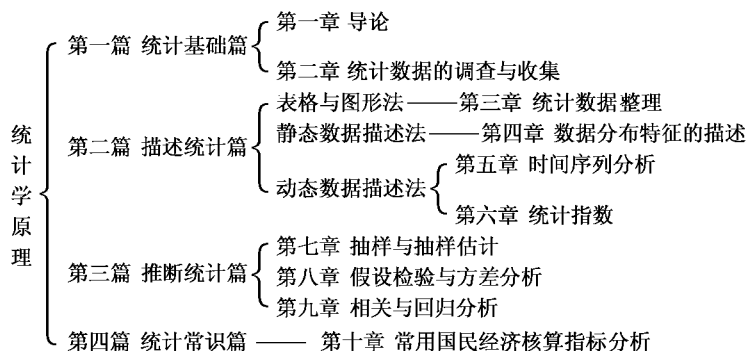 统计学原理
第一篇 统计基础篇
第一章 导论
第二章 统计数据的调查与收集
第二篇 描述统计篇
表格与图形法——第三章 统计数据整理
静态数据描述法——第四章 数据分布特征的描述
动态数据描述法
第五章 时间序列分析
第六章 统计指数
第三篇 推断统计篇
第七章 抽样与抽样估计
第八章 假设检验与方差分析
第九章 相关与回归分析
第四篇 统计常识篇 —— 第十章 常用国民经济核算指标分析